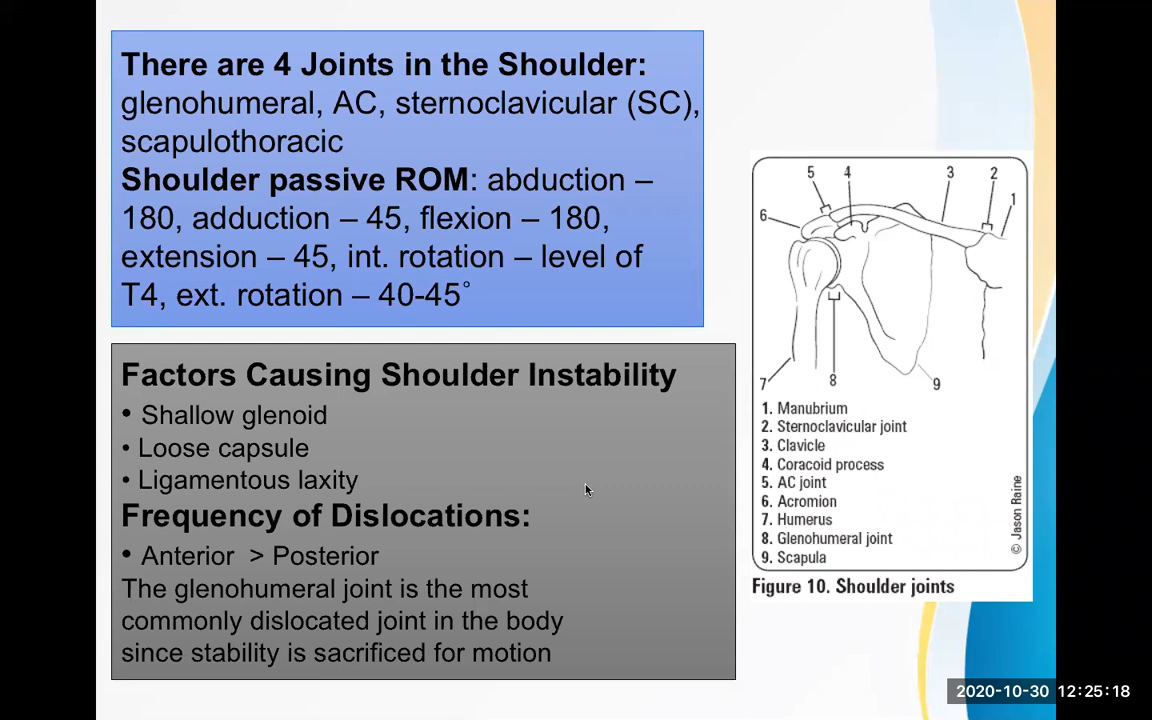 There are 4 Joints in the Shoulder:
glenohumeral, AC, sternoclavicular (SC),
scapulothoracic
Shoulder passive ROM: abduction –
180, adduction – 45, flexion – 180,
extension – 45, int. rotation – level of
T4, ext. rotation – 40-45˚
Factors Causing Shoulder Instability
• Shallow glenoid
• Loose capsule
• Ligamentous laxity
Frequency of Dislocations:
• Anterior > Posterior
The glenohumeral joint is the most
commonly dislocated joint in the body
since stability is sacrificed for motion
5 4 3 2
1
6
7 8 9
1. Manubrium
2. Sternoclavicular joint
3. Clavicle
4. Coracoid process
5. AC joint
6. Acromion
7. Humerus
8. Glenohumeral joint
9. Scapula
© Jason Raine
Figure 10. Shoulder joints
2020-10-30 12:25:18